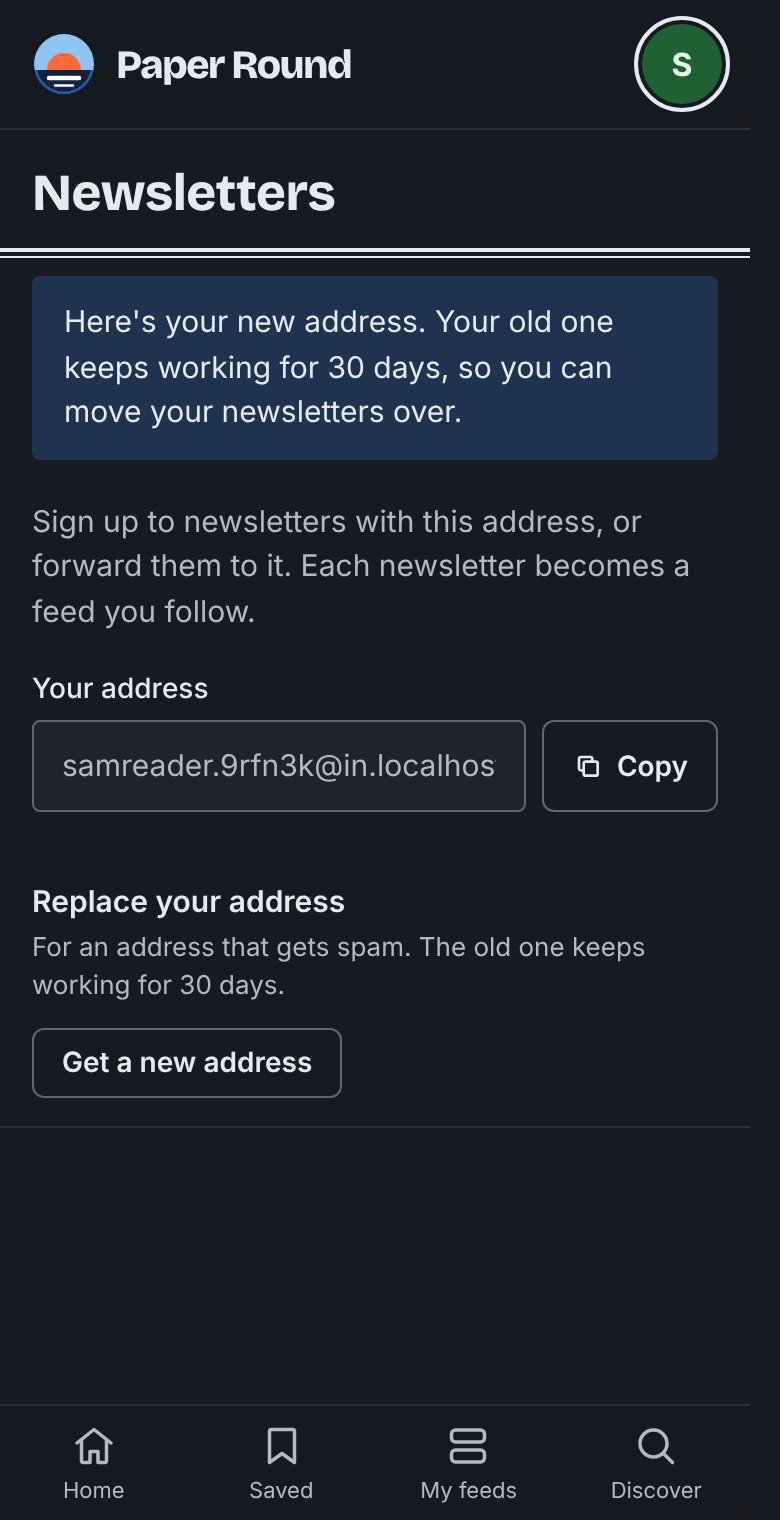 Paper Round
S
Newsletters
Here's your new address. Your old one
keeps working for 30 days, so you can
move your newsletters over.
Sign up to newsletters with this address, or
forward them to it. Each newsletter becomes a
feed you follow.
Your address
samreader.9rfn3k@in.localhos
Copy
Replace your address
For an address that gets spam. The old one keeps
working for 30 days.
Get a new address
Home
Saved
My feeds
Discover